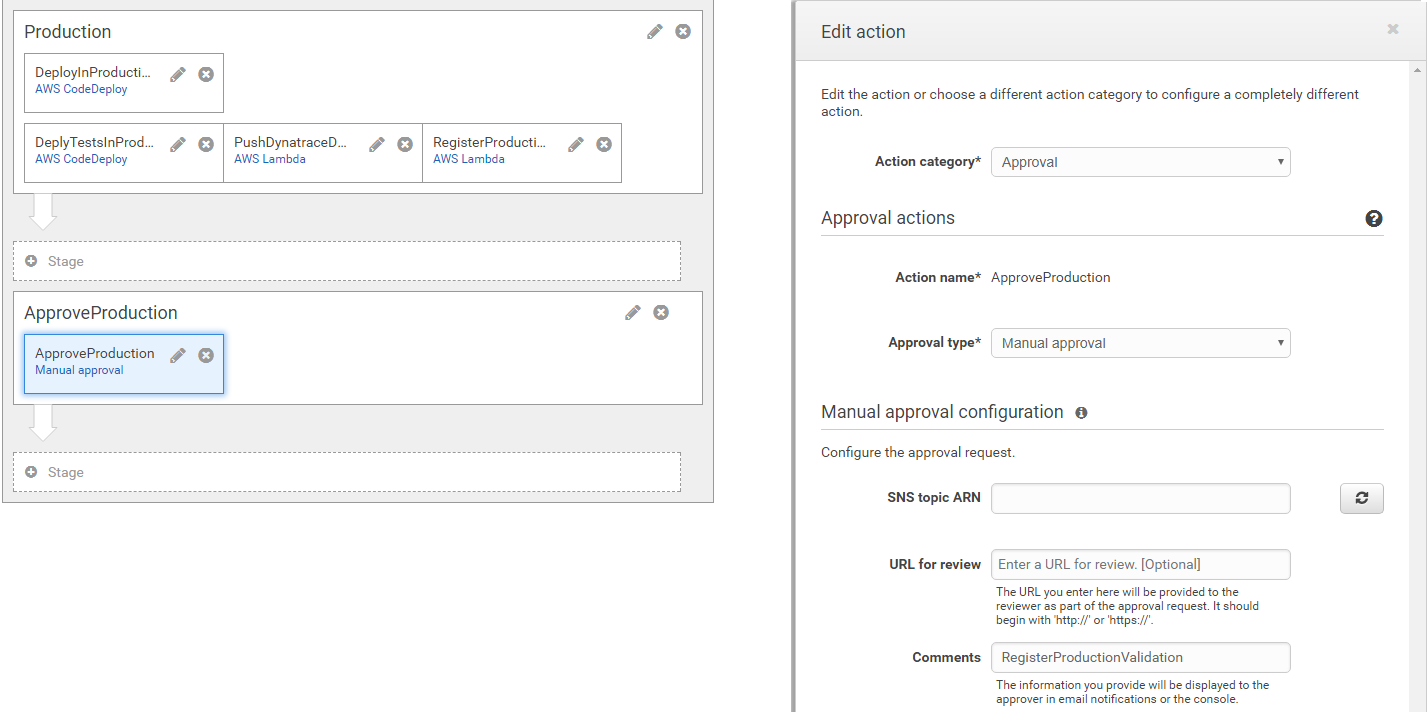 Production
DeployInProducti...
AWS CodeDeploy
DeplyTestsInProd...
AWS CodeDeploy
PushDynatraceD...
AWS Lambda
RegisterProducti...
AWS Lambda
Stage
ApproveProduction
ApproveProduction
Manual approval
Stage
Edit action
Edit the action or choose a different action category to configure a completely different
action.
Action category* Approval
Approval actions
Action name* ApproveProduction
Approval type* Manual approval
Manual approval configuration
Configure the approval request.
SNS topic ARN
URL for review Enter a URL for review. [Optional]
The URL you enter here will be provided to the
reviewer as part of the approval request. It should
begin with 'http://' or 'https://'.
Comments RegisterProductionValidation
The information you provide will be displayed to the
approver in email notifications or the console.